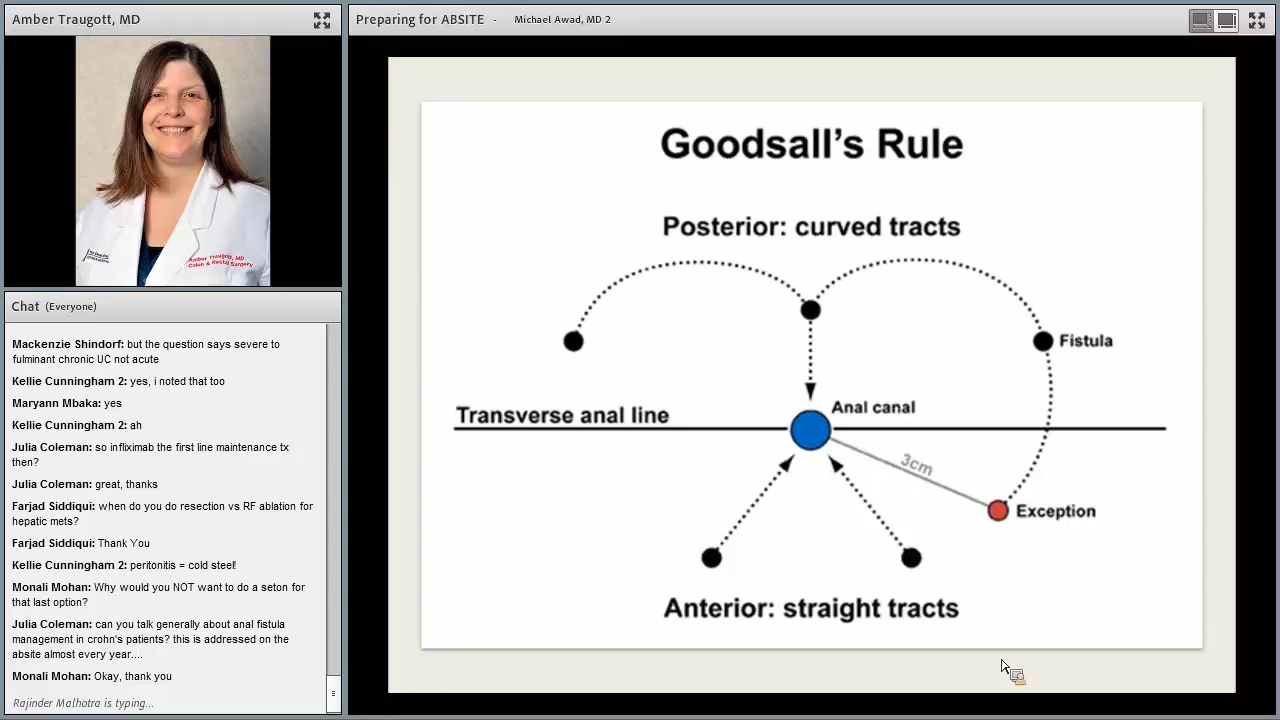 Amber Traugott, MD
Amber Traugott, MD
Colon & Rectal Surgery
Chat (Everyone)
Mackenzie Shindorf: but the question says severe to
fulminant chronic UC not acute
Kellie Cunningham 2: yes, i noted that too
Maryann Mbaka: yes
Kellie Cunningham 2: ah
Julia Coleman: so infliximab the first line maintenance tx
then?
Julia Coleman: great, thanks
Farjad Siddiqui: when do you do resection vs RF ablation for
hepatic mets?
Farjad Siddiqui: Thank You
Kellie Cunningham 2: peritonitis = cold steel!
Monali Mohan: Why would you NOT want to do a seton for
that last option?
Julia Coleman: can you talk generally about anal fistula
management in crohn's patients? this is addressed on the
absite almost every year....
Monali Mohan: Okay, thank you
Rajinder Malhotra is typing...
Preparing for ABSITE - Michael Awad, MD 2
Goodsall's Rule
Posterior: curved tracts
Fistula
Transverse anal line
Anal canal
3cm
Exception
Anterior: straight tracts